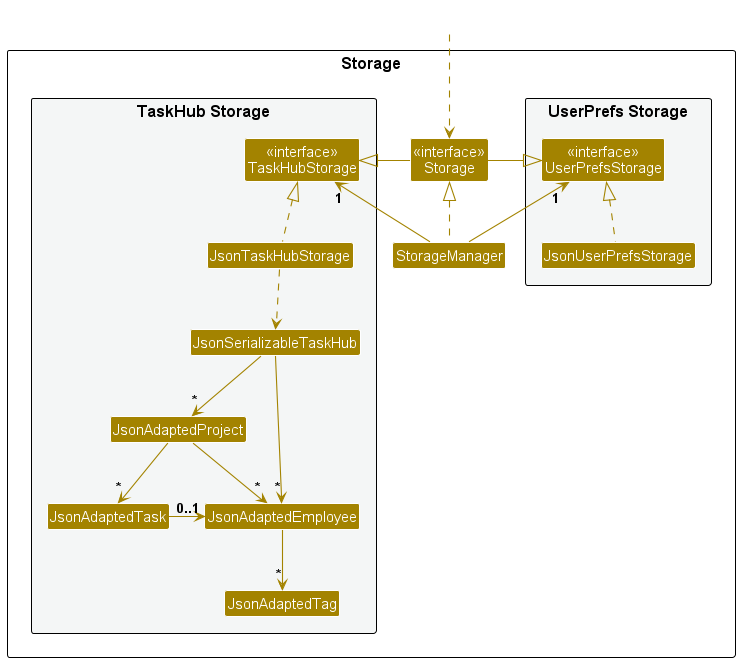 Storage
TaskHub Storage
UserPrefs Storage
«interface»
TaskHubStorage
«interface»
Storage
«interface»
UserPrefsStorage
1
1
JsonTaskHubStorage
StorageManager
JsonUserPrefsStorage
JsonSerializableTaskHub
*
JsonAdaptedProject
*
*
*
0..1
JsonAdaptedTask
JsonAdaptedEmployee
*
JsonAdaptedTag